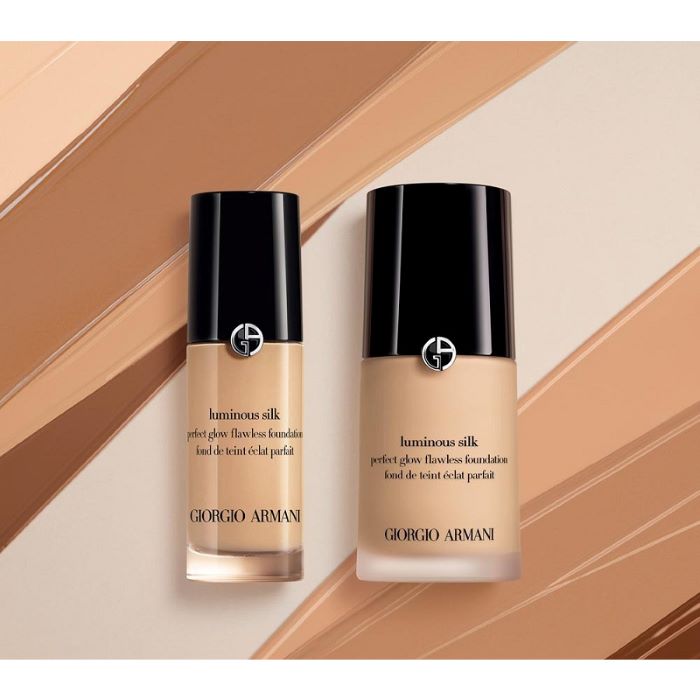 luminous silk
perfect glow flawless foundation
fond de teint éclat parfait
GIORGIO ARMANI
luminous silk
perfect glow flawless foundation
fond de teint éclat parfait
GIORGIO ARMANI